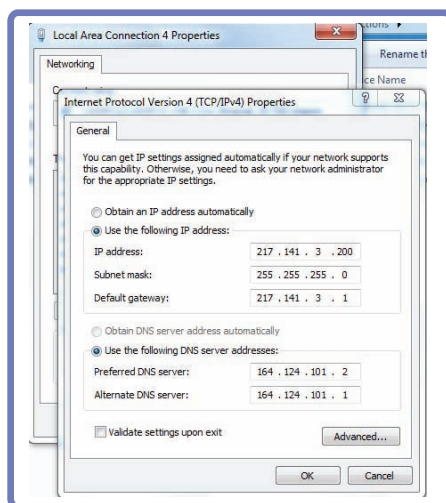 Local Area Connection 4 Properties
Rename th
Networking
ce Name
Internet Protocol Version 4 (TCP/IPv4) Properties
General
You can get IP settings assigned automatically if your network supports
this capability. Otherwise, you need to ask your network administrator
for the appropriate IP settings.
Obtain an IP address automatically
Use the following IP address:
IP address: 217 . 141 . 3 . 200
Subnet mask: 255 . 255 . 255 . 0
Default gateway: 217 . 141 . 3 . 1
Obtain DNS server address automatically
Use the following DNS server addresses:
Preferred DNS server: 164 . 124 . 101 . 2
Alternate DNS server: 164 . 124 . 101 . 1
Validate settings upon exit
Advanced...
OK Cancel